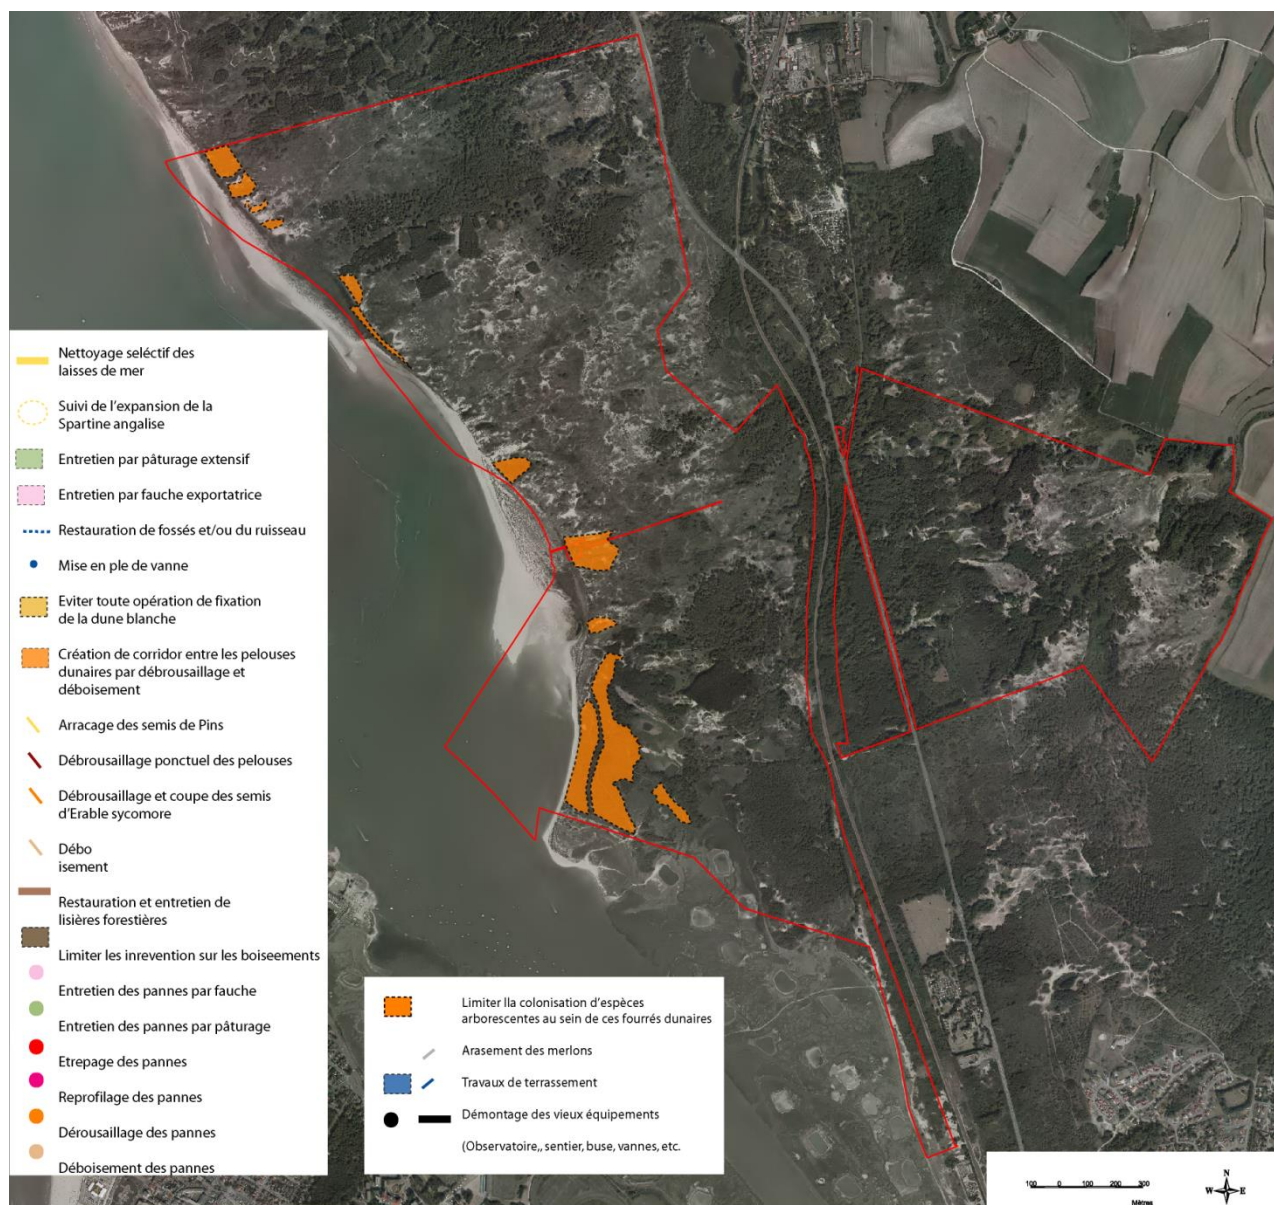 Nettoyage seléctif des
laisses de mer
Suivi de l'expansion de la
Spartine angalise
Entretien par pâturage extensif
Entretien par fauche exportatrice
Restauration de fossés et/ou du ruisseau
Mise en ple de vanne
Eviter toute opération de fixation
de la dune blanche
Création de corridor entre les pelouses
dunaires par débrousaillage et
déboisement
Arracage des semis de Pins
Débrousaillage ponctuel des pelouses
Débrousaillage et coupe des semis
d'Erable sycomore
Débo
isement
Restauration et entretien de
lisières forestières
Limiter les inrevention sur les boiseements
Entretien des pannes par fauche
Entretien des pannes par pâturage
Etrepage des pannes
Reprofilage des pannes
Dérousaillage des pannes
Déboisement des pannes
Limiter lla colonisation d'espèces
arborescentes au sein de ces fourrés dunaires
Arasement des merlons
Travaux de terrassement
Démontage des vieux équipements
(Observatoire,, sentier, buse, vannes, etc.
100 0 100 200 300
Mètres
N
W E
S